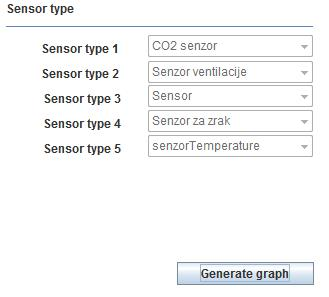 Sensor type
Sensor type 1 CO2 senzor
Sensor type 2 Senzor ventilacije
Sensor type 3 Sensor
Sensor type 4 Senzor za zrak
Sensor type 5 senzorTemperature
Generate graph